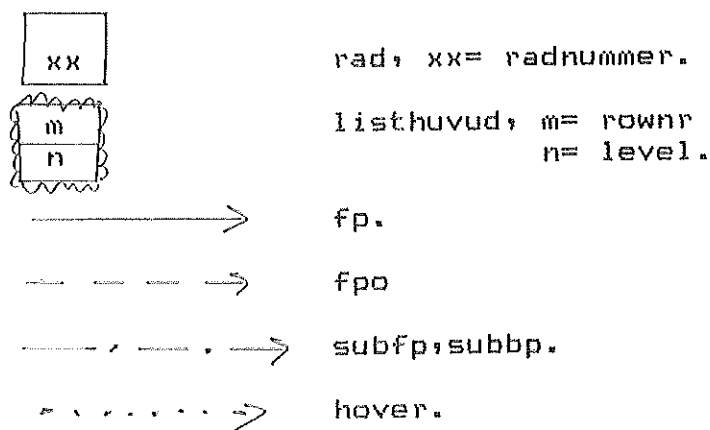 xx rad, xx= radnummer.
m listhuvud, m= rownr
n n= level.
fp.
fpo
subfp,subbp.
hover.